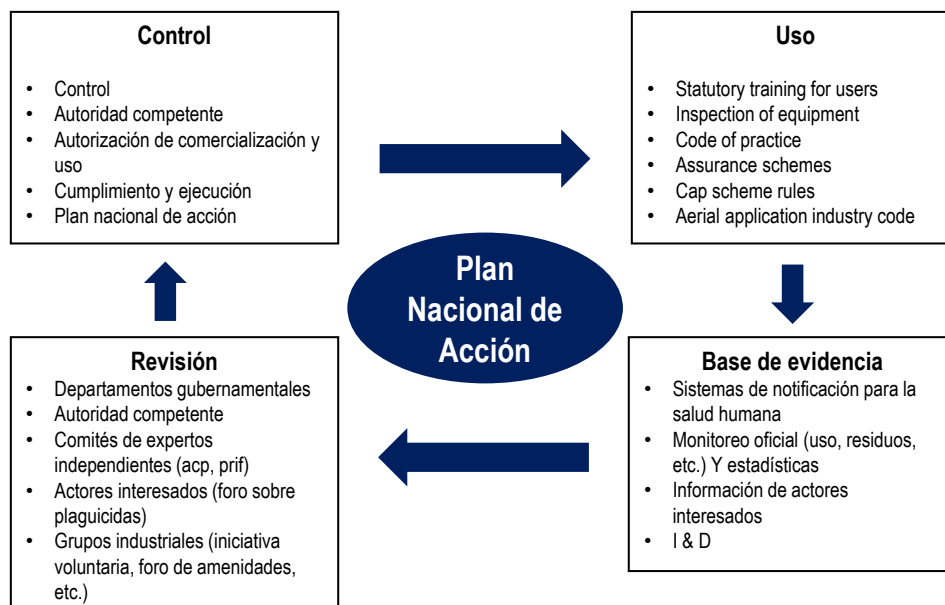 Control
• Control
• Autoridad competente
• Autorización de comercialización y
uso
• Cumplimiento y ejecución
• Plan nacional de acción
Uso
• Statutory training for users
• Inspection of equipment
• Code of practice
• Assurance schemes
• Cap scheme rules
• Aerial application industry code
Plan
Nacional de
Acción
Revisión
• Departamentos gubernamentales
• Autoridad competente
• Comités de expertos
independientes (acp, prif)
• Actores interesados (foro sobre
plaguicidas)
• Grupos industriales (iniciativa
voluntaria, foro de amenidades,
etc.)
Base de evidencia
• Sistemas de notificación para la
salud humana
• Monitoreo oficial (uso, residuos,
etc.) Y estadísticas
• Información de actores
interesados
• I & D